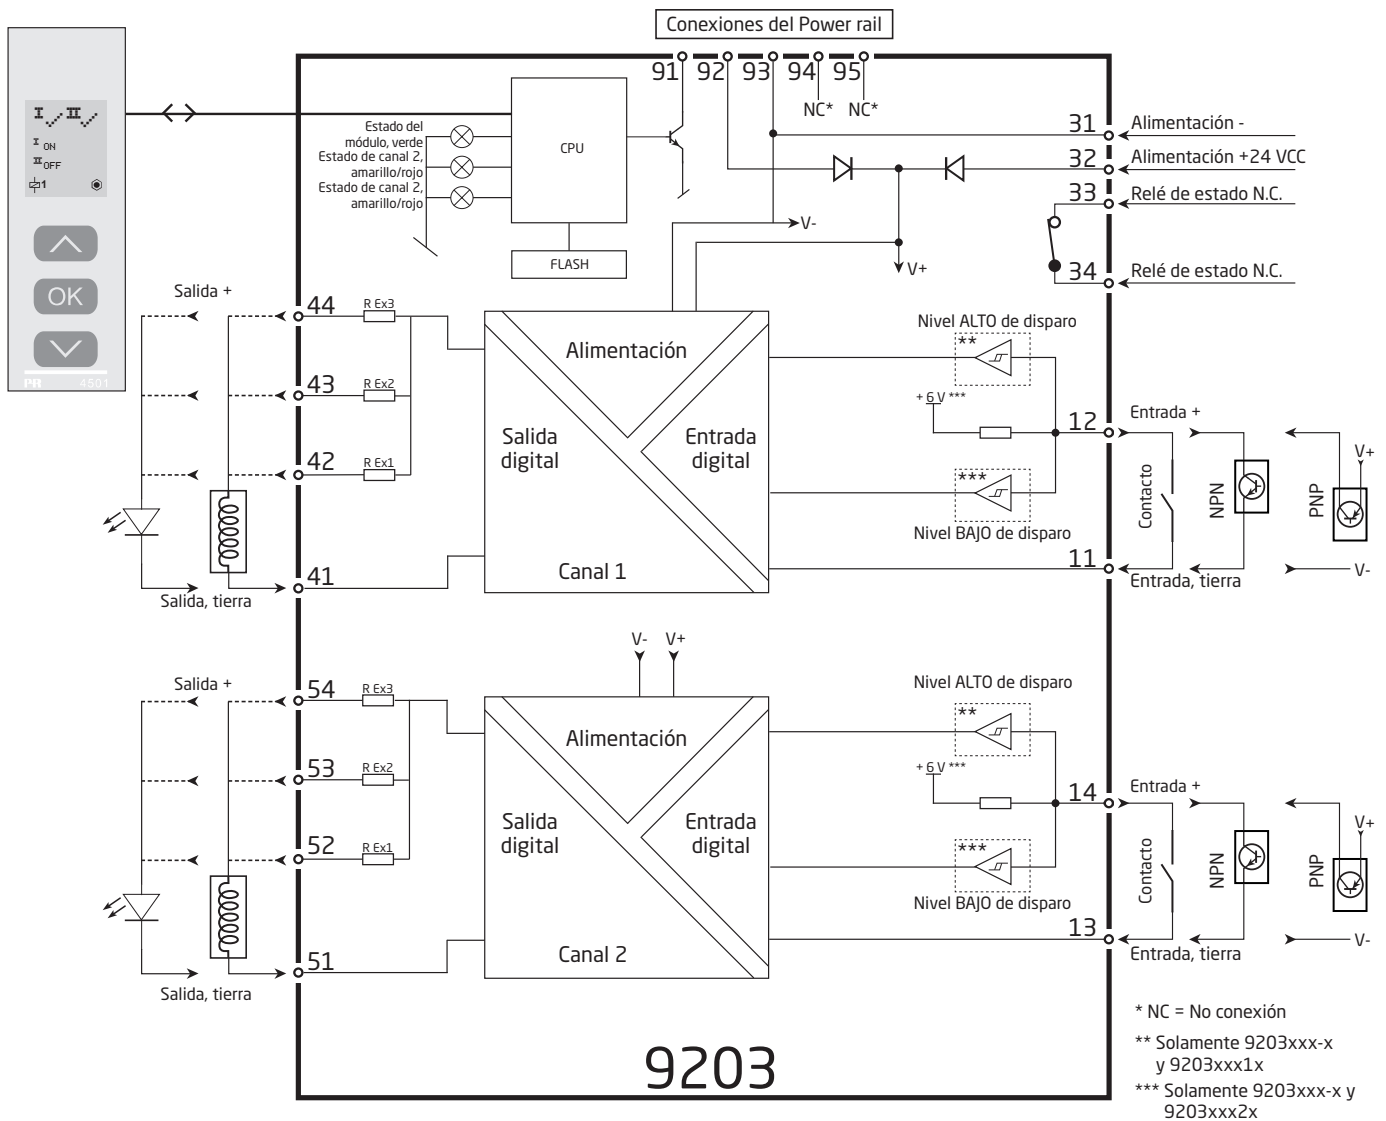 Conexiones del Power rail
91 92 93 94 95
NC* NC*
I II
I ON
II OFF
1
OK
PR 4501
Estado del
módulo, verde
Estado de canal 2,
amarillo/rojo
Estado de canal 2,
amarillo/rojo
CPU
FLASH
V-
V+
31 Alimentación -
32 Alimentación +24 VCC
33 Relé de estado N.C.
34 Relé de estado N.C.
Salida +
44 R Ex3
43 R Ex2
42 R Ex1
41
Salida, tierra
Alimentación
Salida
digital
Entrada
digital
Canal 1
Nivel ALTO de disparo
**
+ 6 V ***
***
Nivel BAJO de disparo
12 Entrada +
11
Entrada, tierra
Contacto
NPN
PNP
V+
V-
V- V+
Salida +
54 R Ex3
53 R Ex2
52 R Ex1
51
Salida, tierra
Alimentación
Salida
digital
Entrada
digital
Canal 2
Nivel ALTO de disparo
**
+ 6 V ***
***
Nivel BAJO de disparo
14 Entrada +
13
Entrada, tierra
Contacto
NPN
PNP
V+
V-
9203
* NC = No conexión
** Solamente 9203xxx-x
y 9203xxx1x
*** Solamente 9203xxx-x y
9203xxx2x